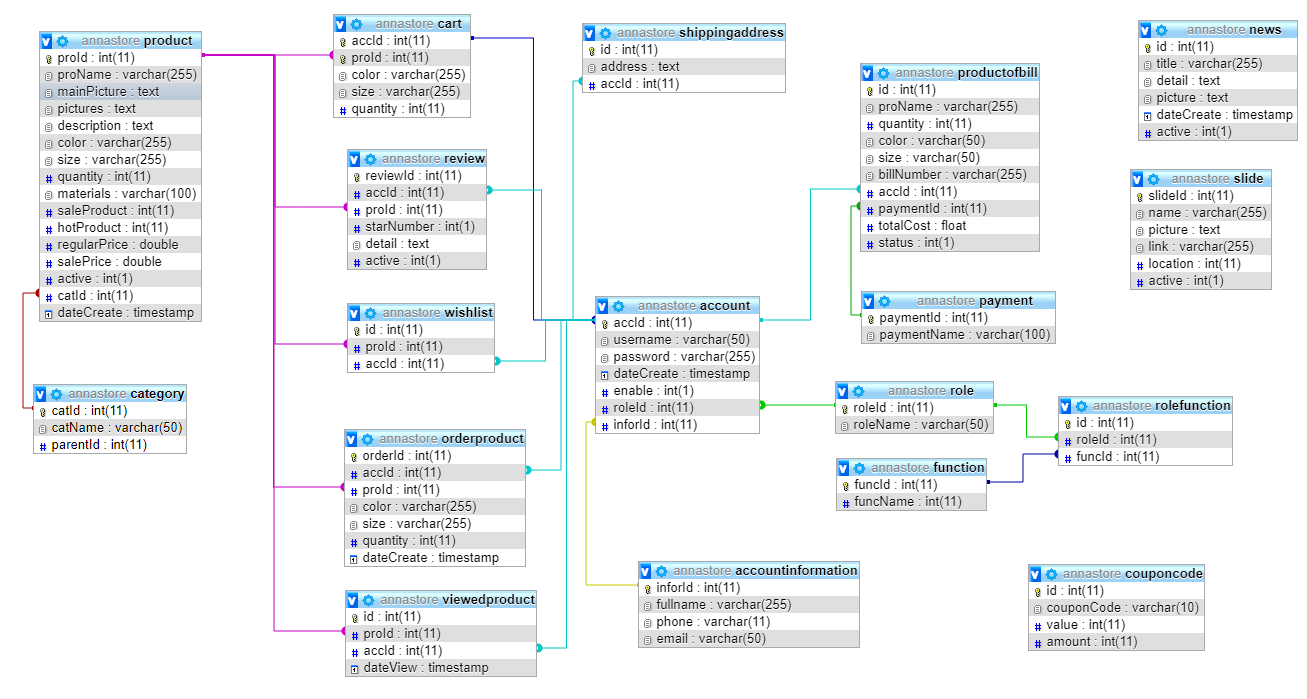 annastore product
proId : int(11)
proName : varchar(255)
mainPicture : text
pictures : text
description : text
color : varchar(255)
size : varchar(255)
quantity : int(11)
materials : varchar(100)
saleProduct : int(11)
hotProduct : int(11)
regularPrice : double
salePrice : double
active : int(1)
catId : int(11)
dateCreate : timestamp
annastore category
catId : int(11)
catName : varchar(50)
parentId : int(11)
annastore cart
accId : int(11)
proId : int(11)
color : varchar(255)
size : varchar(255)
quantity : int(11)
annastore review
reviewId : int(11)
accId : int(11)
proId : int(11)
starNumber : int(1)
detail : text
active : int(1)
annastore wishlist
id : int(11)
proId : int(11)
accId : int(11)
annastore orderproduct
orderId : int(11)
accId : int(11)
proId : int(11)
color : varchar(255)
size : varchar(255)
quantity : int(11)
dateCreate : timestamp
annastore viewedproduct
id : int(11)
proId : int(11)
accId : int(11)
dateView : timestamp
annastore shippingaddress
id : int(11)
address : text
accId : int(11)
annastore account
accId : int(11)
username : varchar(50)
password : varchar(255)
dateCreate : timestamp
enable : int(1)
roleId : int(11)
inforId : int(11)
annastore accountinformation
inforId : int(11)
fullname : varchar(255)
phone : varchar(11)
email : varchar(50)
annastore productofbill
id : int(11)
proName : varchar(255)
quantity : int(11)
color : varchar(50)
size : varchar(50)
billNumber : varchar(255)
accId : int(11)
paymentId : int(11)
totalCost : float
status : int(1)
annastore payment
paymentId : int(11)
paymentName : varchar(100)
annastore role
roleId : int(11)
roleName : varchar(50)
annastore function
funcId : int(11)
funcName : int(11)
annastore rolefunction
id : int(11)
roleId : int(11)
funcId : int(11)
annastore news
id : int(11)
title : varchar(255)
detail : text
picture : text
dateCreate : timestamp
active : int(1)
annastore slide
slideId : int(11)
name : varchar(255)
picture : text
link : varchar(255)
location : int(11)
active : int(1)
annastore couponcode
id : int(11)
couponCode : varchar(10)
value : int(11)
amount : int(11)